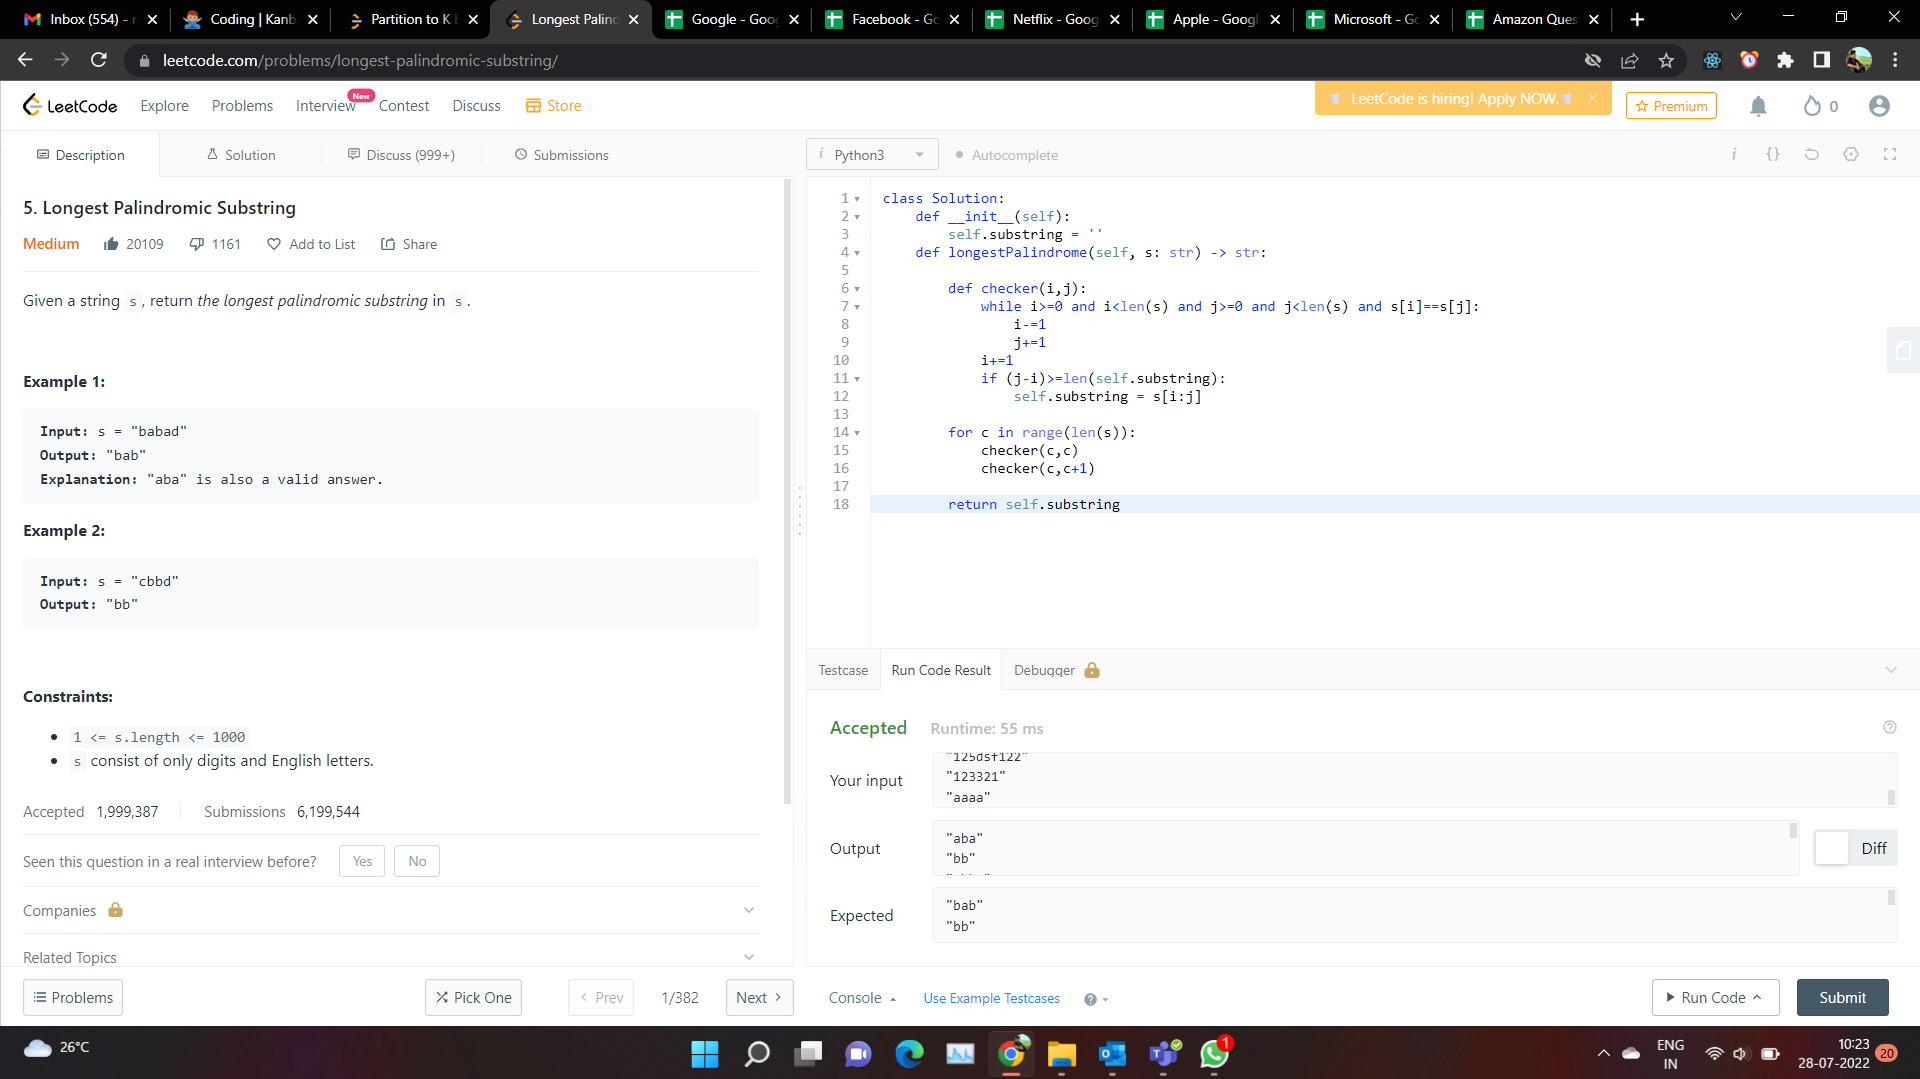 Inbox (554) - r
Coding | Kanb
Partition to K E
Longest Palind
Google - Goog
Facebook - Go
Netflix - Goog
Apple - Googl
Microsoft - Go
Amazon Ques
leetcode.com/problems/longest-palindromic-substring/
LeetCode
Explore
Problems
Interview
New
Contest
Discuss
Store
LeetCode is hiring! Apply NOW.
Premium
0
Description
Solution
Discuss (999+)
Submissions
i Python3
Autocomplete
i {}
5. Longest Palindromic Substring
Medium
20109
1161
Add to List
Share
Given a string s, return the longest palindromic substring in s.
Example 1:
Input: s = "babad"
Output: "bab"
Explanation: "aba" is also a valid answer.
Example 2:
Input: s = "cbbd"
Output: "bb"
Constraints:
• 1 <= s.length <= 1000
• s consist of only digits and English letters.
Accepted 1,999,387
Submissions 6,199,544
Seen this question in a real interview before?
Yes
No
Companies
Related Topics
Problems
Pick One
Prev
1/382
Next
1 class Solution:
2 def __init__(self):
3 self.substring = ''
4 def longestPalindrome(self, s: str) -> str:
5
6 def checker(i,j):
7 while i>=0 and i<len(s) and j>=0 and j<len(s) and s[i]==s[j]:
8 i-=1
9 j+=1
10 i+=1
11 if (j-i)>=len(self.substring):
12 self.substring = s[i:j]
13
14 for c in range(len(s)):
15 checker(c,c)
16 checker(c,c+1)
17
18 return self.substring
Testcase
Run Code Result
Debugger
Accepted
Runtime: 55 ms
Your input
"125dsf122"
"123321"
"aaaa"
Output
"aba"
"bb"
Diff
Expected
"bab"
"bb"
Console
Use Example Testcases
Run Code
Submit
26°C
1
ENG
IN
10:23
28-07-2022
20